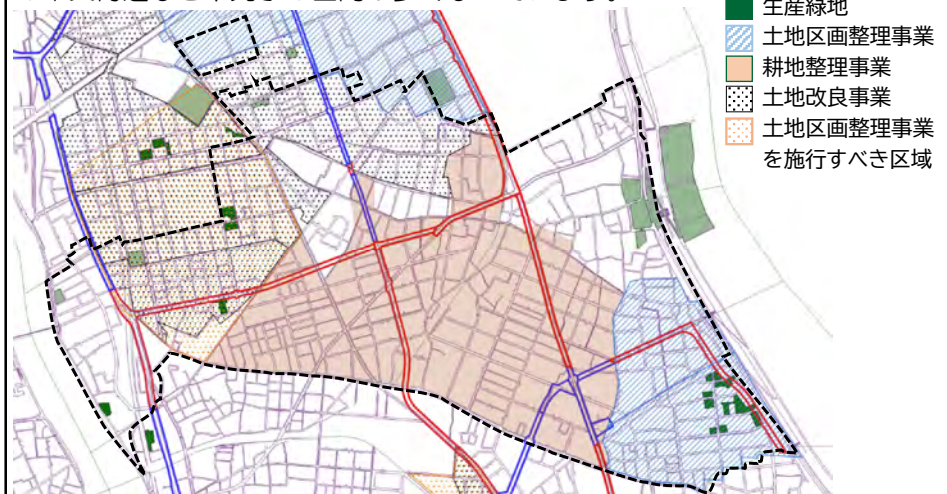 生産緑地
土地区画整理事業
耕地整理事業
土地改良事業
土地区画整理事業
を施行すべき区域